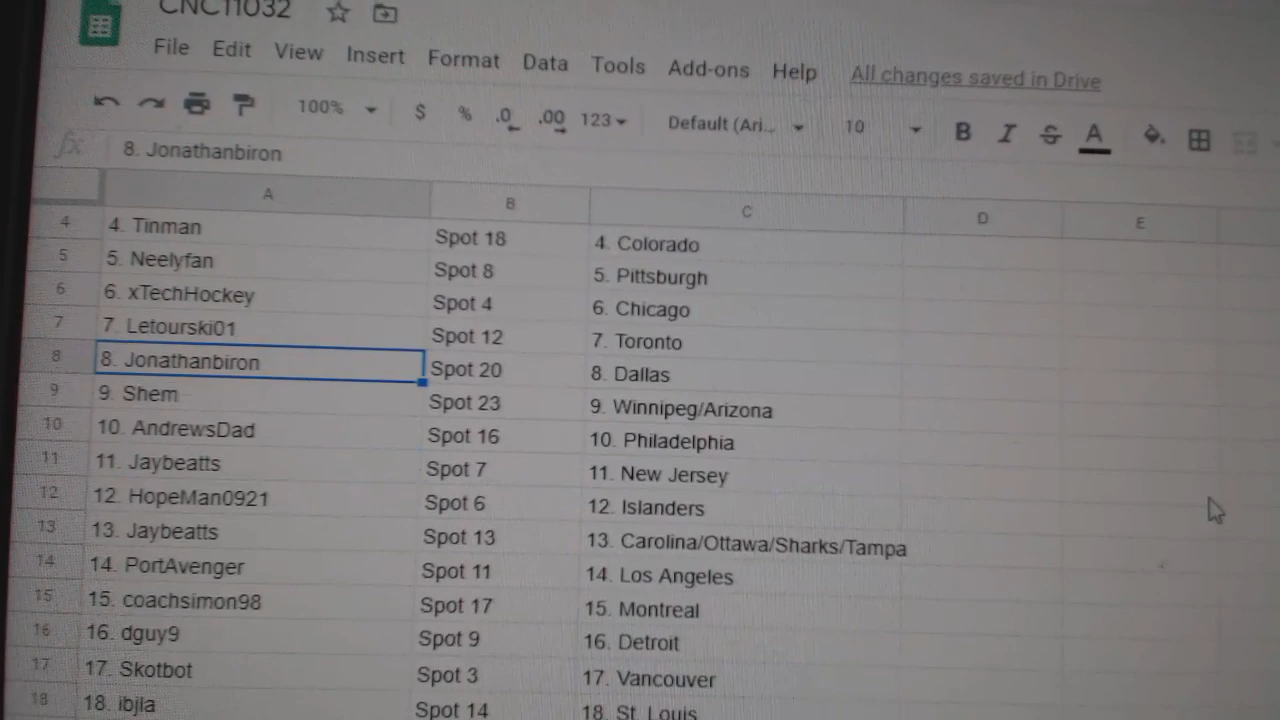 CNC11032
File Edit View Insert Format Data Tools Add-ons Help All changes saved in Drive
100% $ % .0 .00 123 Default (Ari... 10 B I S A
fx 8. Jonathanbiron
A B C D E
4 4. Tinman Spot 18 4. Colorado
5 5. Neelyfan Spot 8 5. Pittsburgh
6 6. xTechHockey Spot 4 6. Chicago
7 7. Letourski01 Spot 12 7. Toronto
8 8. Jonathanbiron Spot 20 8. Dallas
9 9. Shem Spot 23 9. Winnipeg/Arizona
10 10. AndrewsDad Spot 16 10. Philadelphia
11 11. Jaybeatts Spot 7 11. New Jersey
12 12. HopeMan0921 Spot 6 12. Islanders
13 13. Jaybeatts Spot 13 13. Carolina/Ottawa/Sharks/Tampa
14 14. PortAvenger Spot 11 14. Los Angeles
15 15. coachsimon98 Spot 17 15. Montreal
16 16. dguy9 Spot 9 16. Detroit
17 17. Skotbot Spot 3 17. Vancouver
18 18. ibjla Spot 14 18. St. Louis